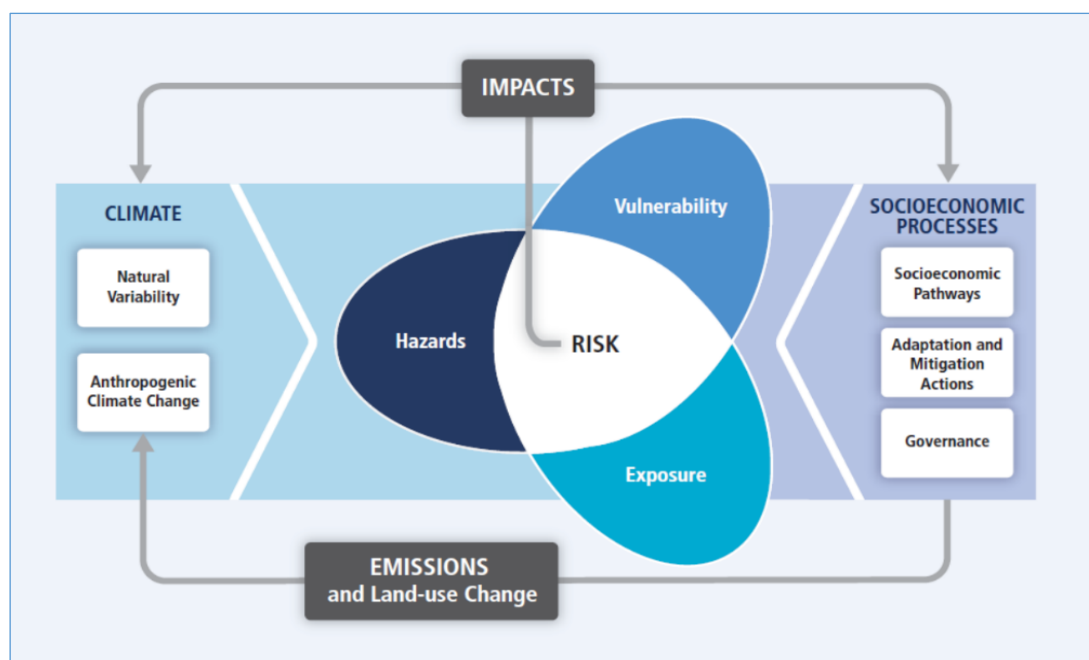 IMPACTS
CLIMATE
Natural
Variability
Anthropogenic
Climate Change
Vulnerability
Hazards
RISK
Exposure
SOCIOECONOMIC
PROCESSES
Socioeconomic
Pathways
Adaptation and
Mitigation
Actions
Governance
EMISSIONS
and Land-use Change